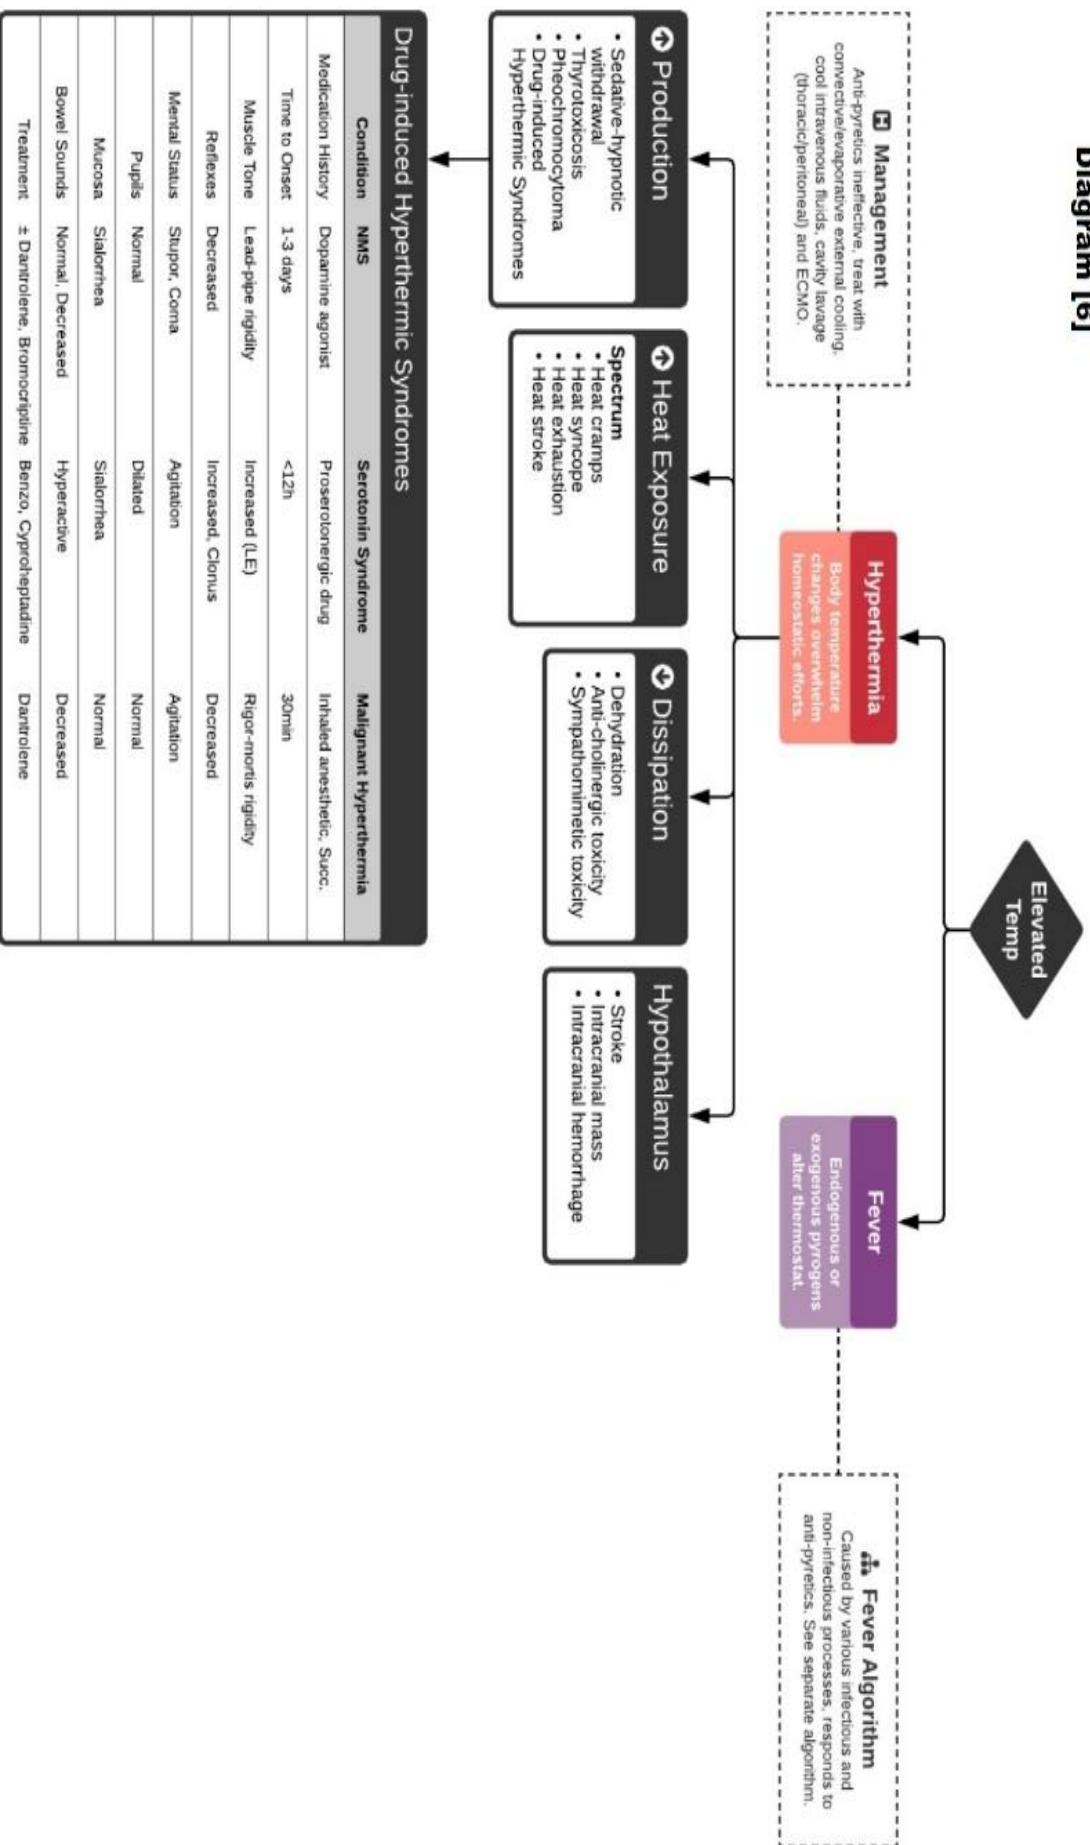 Diagram [6]
Elevated
Temp
Management
Anti-pyretics ineffective, treat with
convective/evaporative external cooling,
cool intravenous fluids, cavity lavage
(thoracic/peritoneal) and ECMO.
Hyperthermia
Body temperature
changes overwhelm
homeostatic efforts.
Fever
Endogenous or
exogenous pyrogens
alter thermostat.
Fever Algorithm
Caused by various infectious and
non-infectious processes, responds to
anti-pyretics. See separate algorithm.
Production
• Sedative-hypnotic
withdrawal
• Thyrotoxicosis
• Pheochromocytoma
• Drug-induced
Hyperthermic Syndromes
Heat Exposure
Spectrum
• Heat cramps
• Heat syncope
• Heat exhaustion
• Heat stroke
Dissipation
• Dehydration
• Anti-cholinergic toxicity
• Sympathomimetic toxicity
Hypothalamus
• Stroke
• Intracranial mass
• Intracranial hemorrhage
Drug-induced Hyperthermic Syndromes
Condition NMS Serotonin Syndrome Malignant Hyperthermia
Medication History Dopamine agonist Proserotonergic drug Inhaled anesthetic, Succ.
Time to Onset 1-3 days <12h 30min
Muscle Tone Lead-pipe rigidity Increased (LE) Rigor-mortis rigidity
Reflexes Decreased Increased, Clonus Decreased
Mental Status Stupor, Coma Agitation Agitation
Pupils Normal Dilated Normal
Mucosa Sialorrhea Sialorrhea Normal
Bowel Sounds Normal, Decreased Hyperactive Decreased
Treatment ± Dantrolene, Bromocriptine Benzo, Cyproheptadine Dantrolene